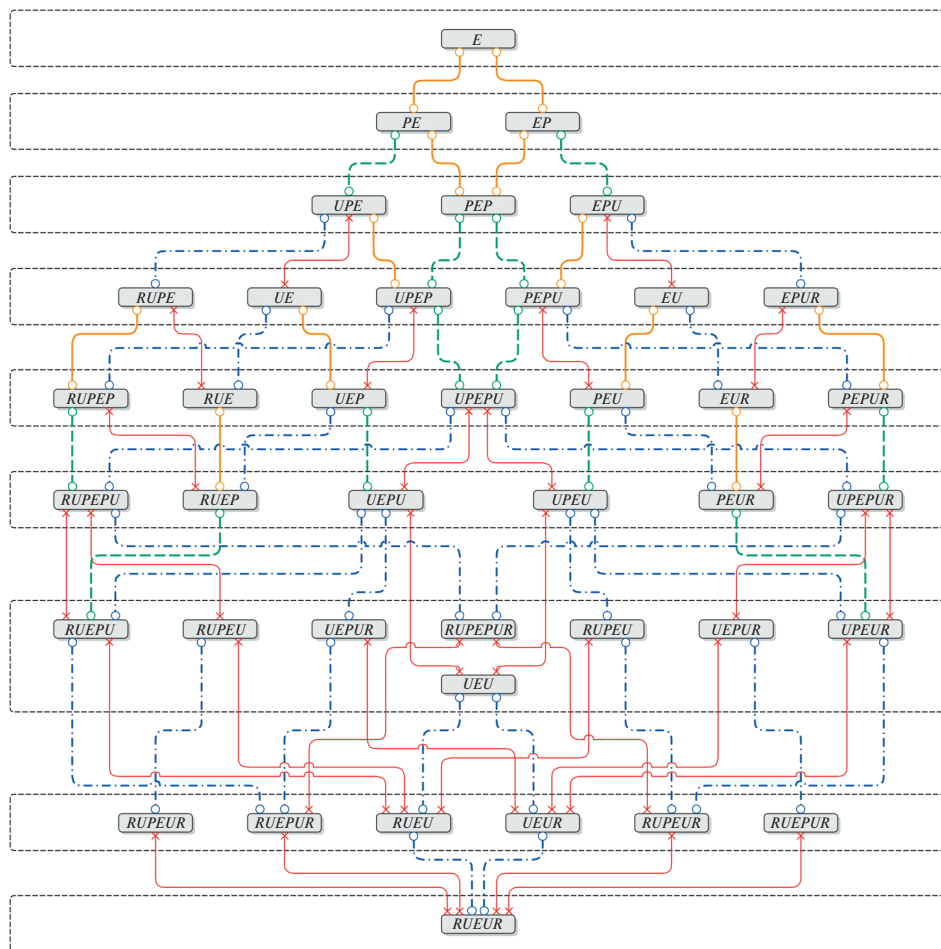 E
PE EP
UPE PEP EPU
RUPE UE UPEP PEPU EU EPUR
RUPEP RUE UEP UPEPU PEU EUR PEPUR
RUPEPU RUEP UEPU UPEU PEUR UPEPUR
RUEPU RUPEU UEPUR RUPEPUR RUPEU UEPUR UPEUR
UEU
RUPEUR RUEPUR RUEU UEUR RUPEUR RUEPUR
RUEUR